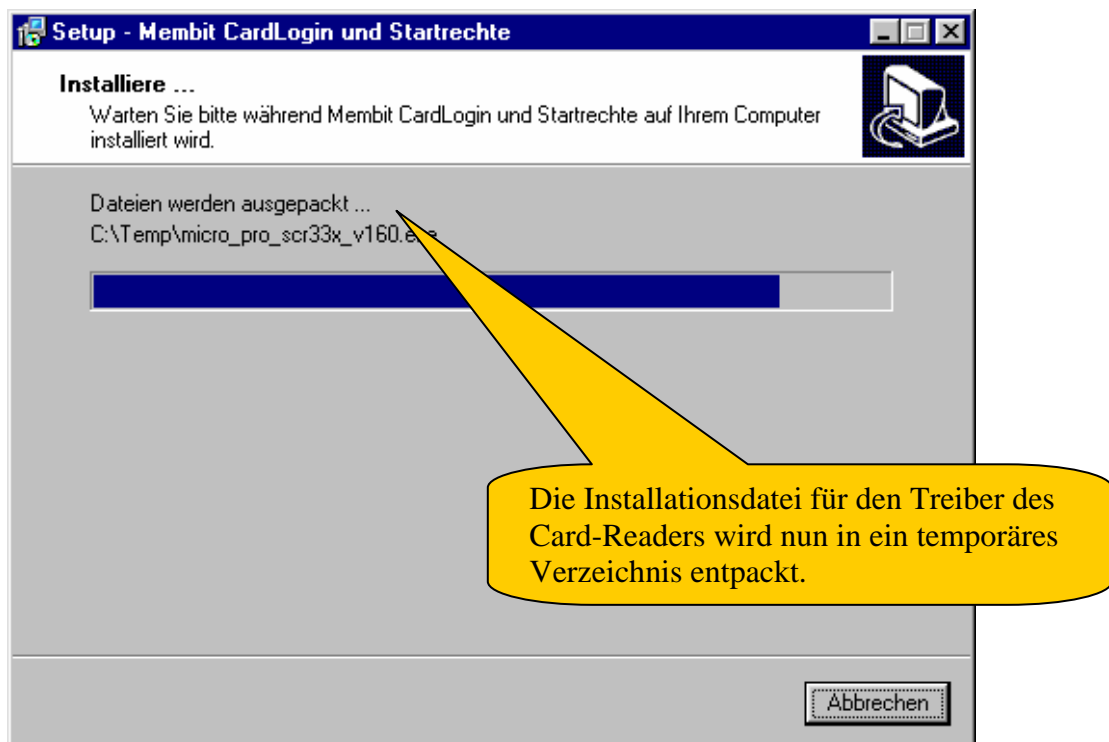 Setup - Membit CardLogin und Startrechte
Installiere ...
Warten Sie bitte während Membit CardLogin und Startrechte auf Ihrem Computer
installiert wird.
Dateien werden ausgepackt ...
C:\Temp\micro_pro_scr33x_v160.exe
Die Installationsdatei für den Treiber des
Card-Readers wird nun in ein temporäres
Verzeichnis entpackt.
Abbrechen